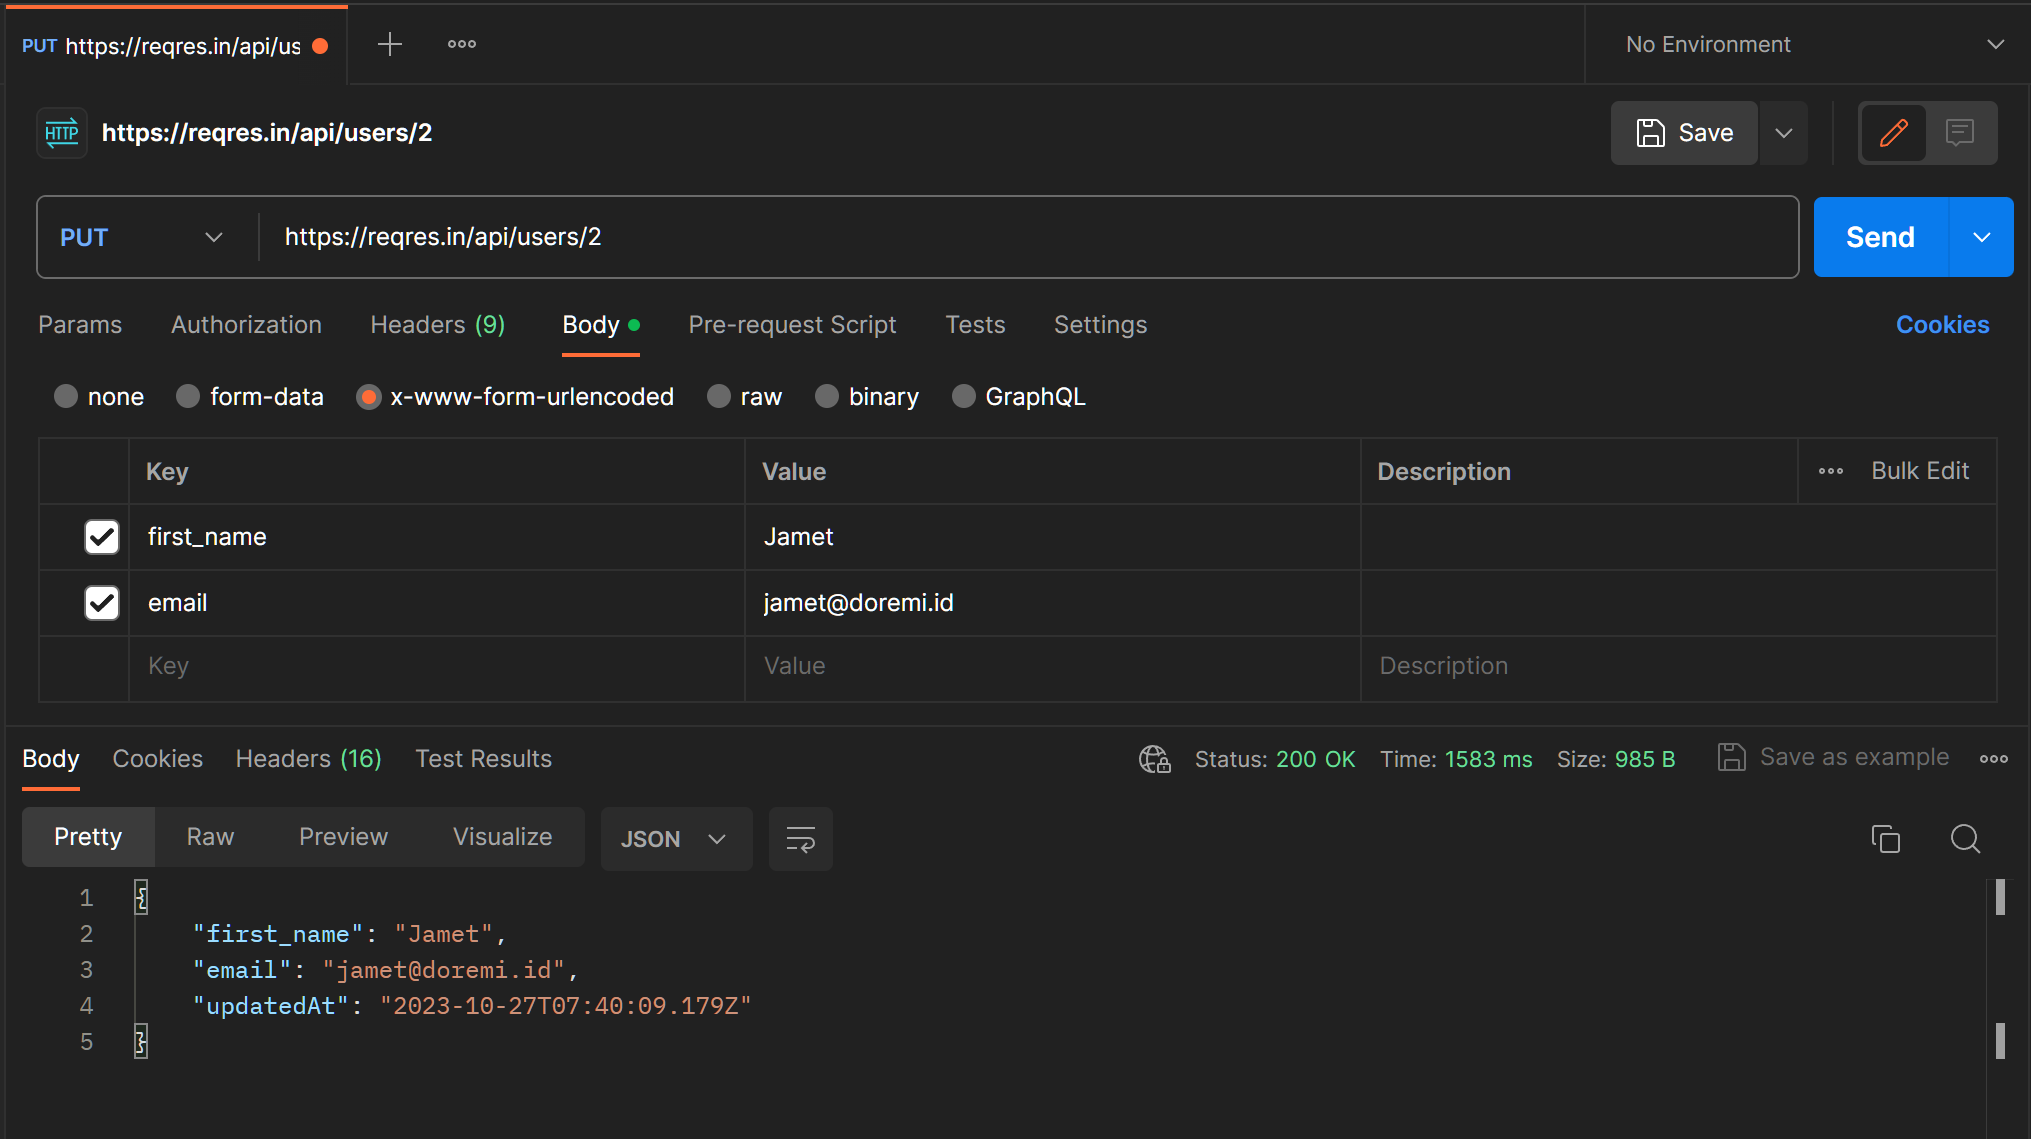 PUT https://reqres.in/api/us
No Environment
HTTP https://reqres.in/api/users/2
Save
PUT https://reqres.in/api/users/2
Send
Params Authorization Headers (9) Body Pre-request Script Tests Settings Cookies
none form-data x-www-form-urlencoded raw binary GraphQL
Key Value Description Bulk Edit
first_name Jamet
email jamet@doremi.id
Key Value Description
Body Cookies Headers (16) Test Results Status: 200 OK Time: 1583 ms Size: 985 B Save as example
Pretty Raw Preview Visualize JSON
1 {
2 "first_name": "Jamet",
3 "email": "jamet@doremi.id",
4 "updatedAt": "2023-10-27T07:40:09.179Z"
5 }